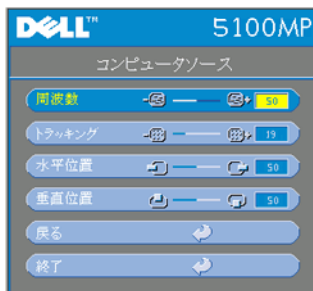 DELL™ 5100MP
コンピュータソース
周波数 50
トラッキング 19
水平位置 50
垂直位置 50
戻る
終了